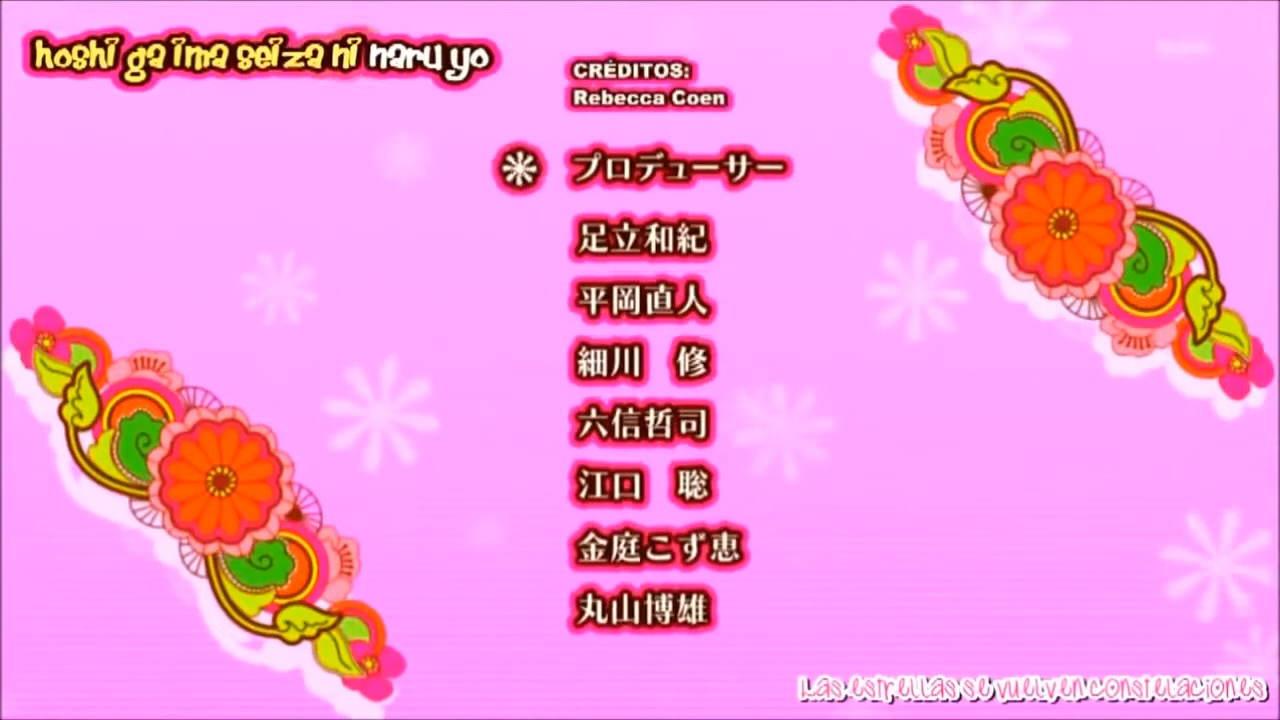 hoshi ga ima seiza ni naru yo
CRÉDITOS:
Rebecca Coen
プロデューサー
足立和紀
平岡直人
細川　修
六信哲司
江口　聡
金庭こず恵
丸山博雄
Las estrellas se vuelven constelaciones